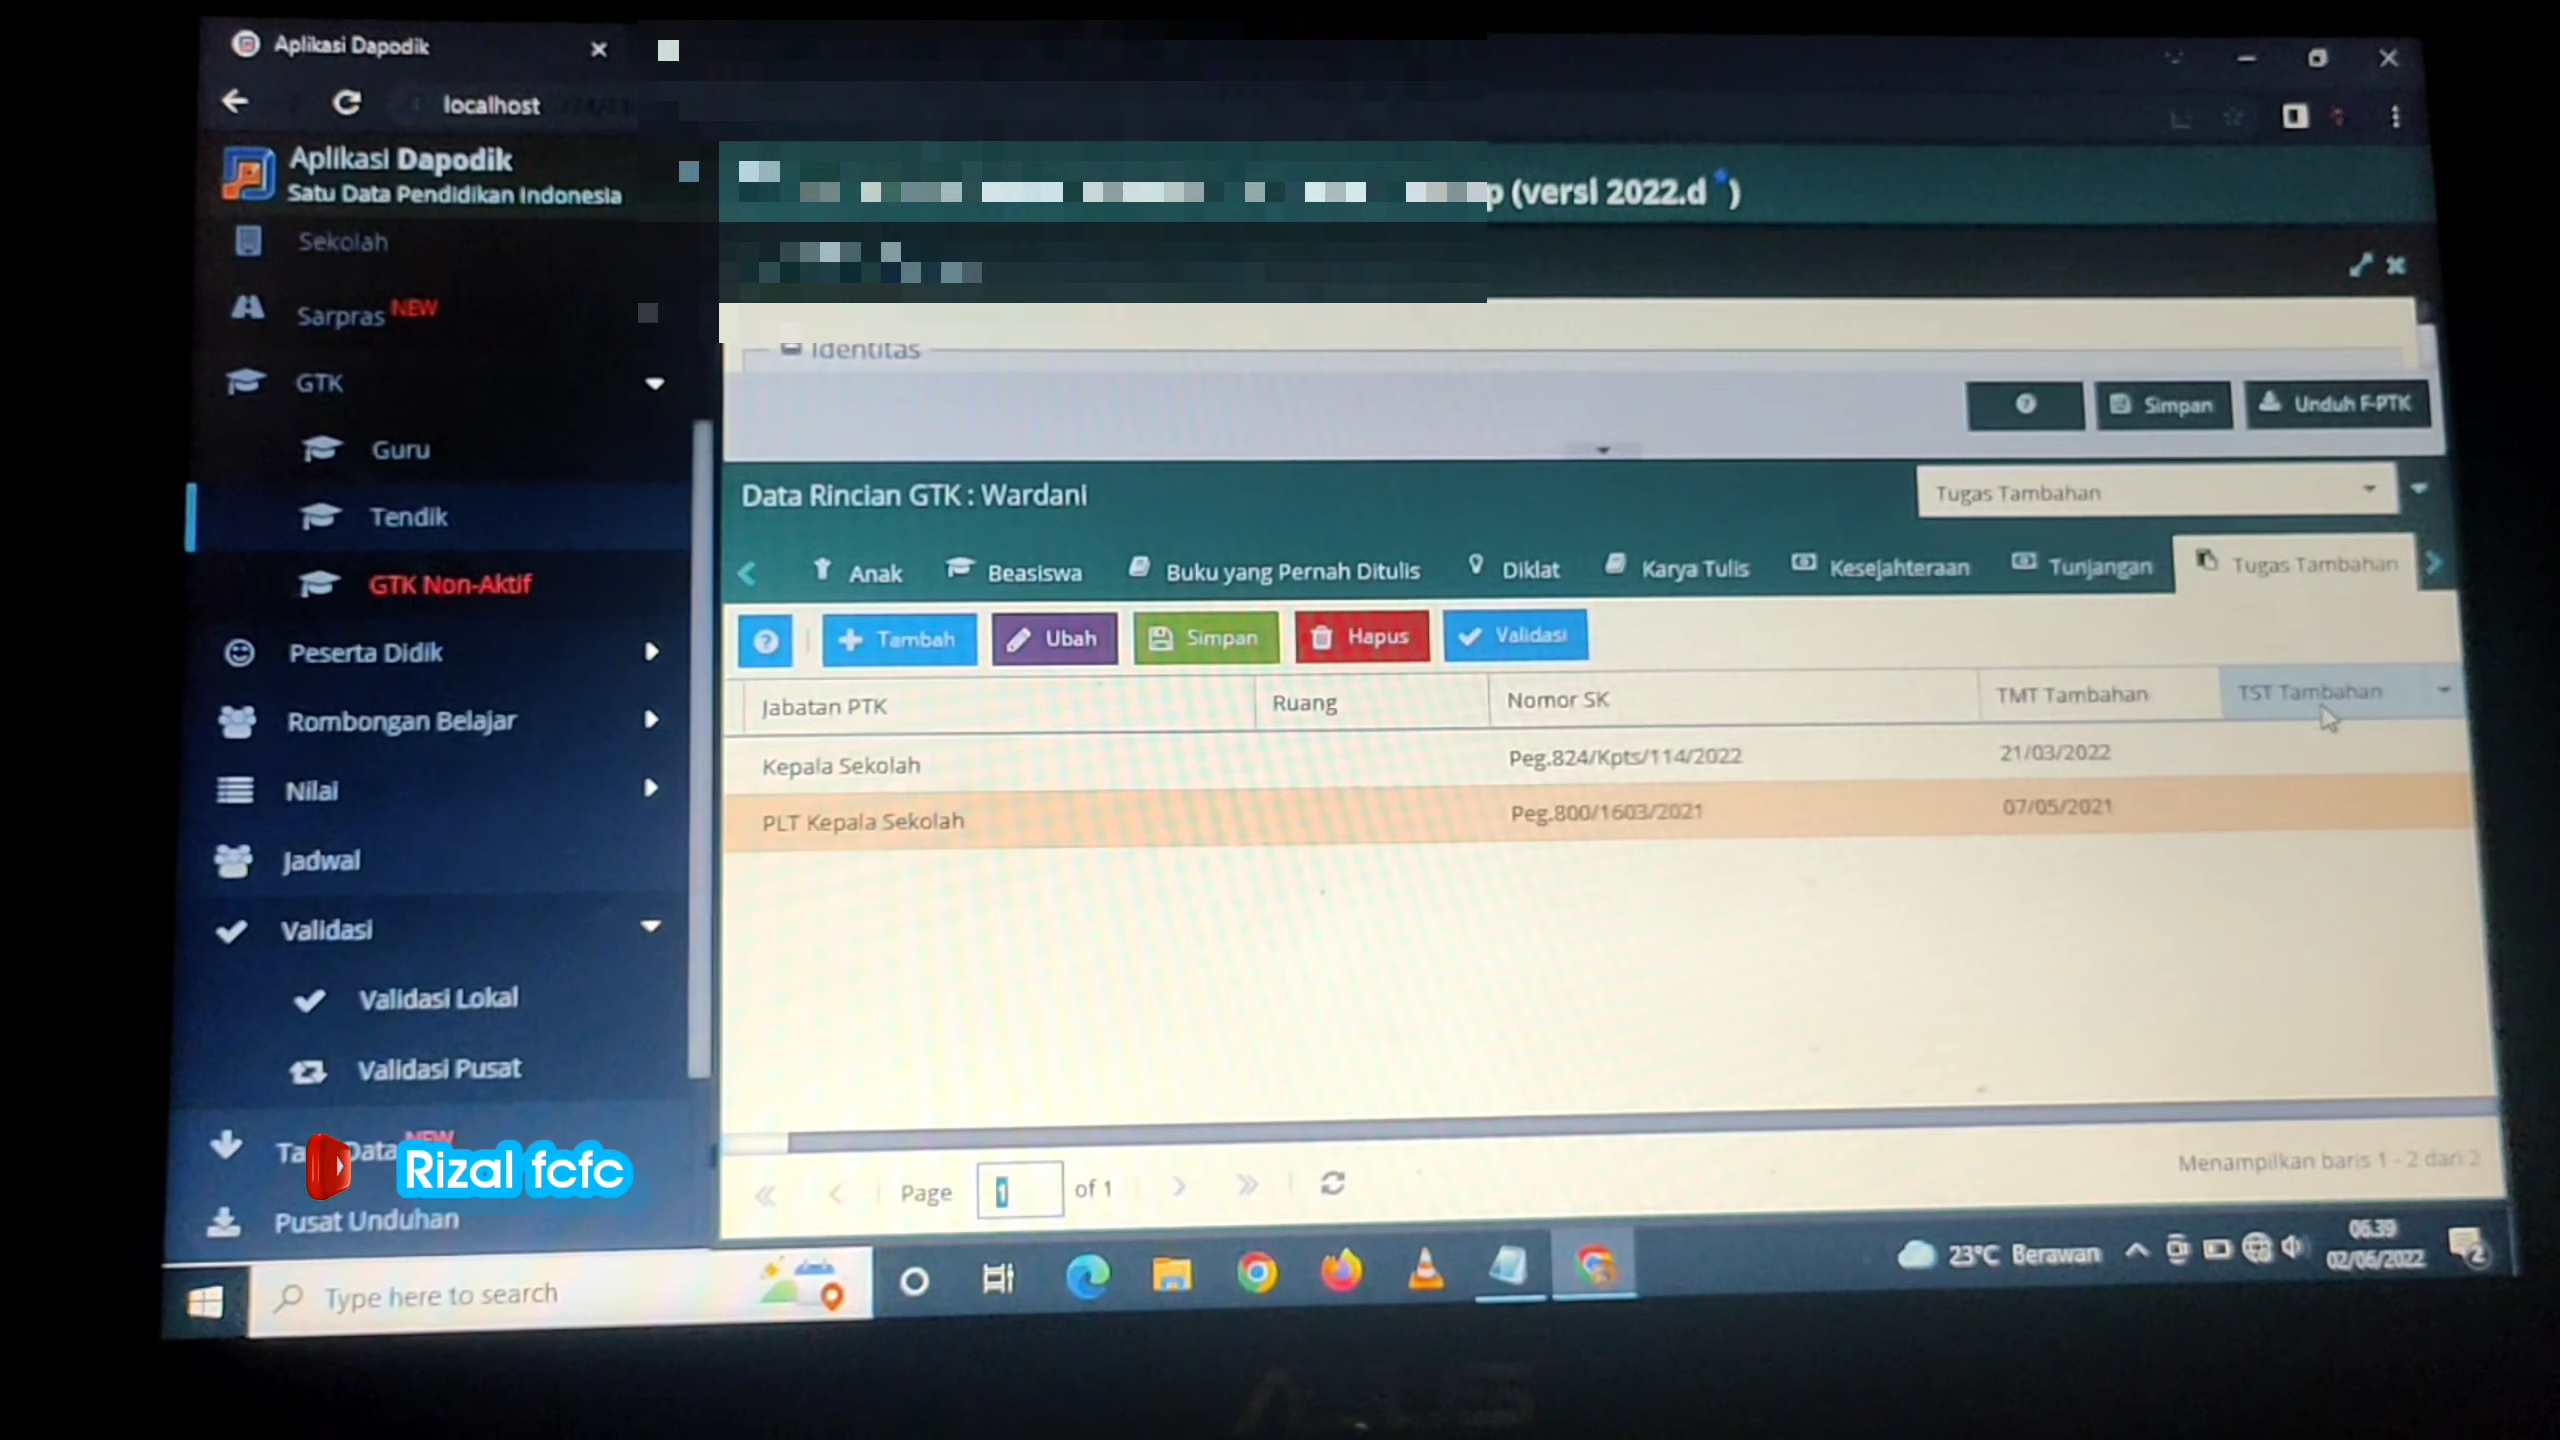 Aplikasi Dapodik
localhost
Aplikasi Dapodik
Satu Data Pendidikan Indonesia
p (versi 2022.d )
Sekolah
Sarpras NEW
GTK
Guru
Tendik
GTK Non-Aktif
Peserta Didik
Rombongan Belajar
Nilai
Jadwal
Validasi
Validasi Lokal
Validasi Pusat
Data NEW
Rizal fcfc
Pusat Unduhan
Identitas
Simpan
Unduh F-PTK
Data Rincian GTK : Wardani
Tugas Tambahan
Anak
Beasiswa
Buku yang Pernah Ditulis
Diklat
Karya Tulis
Kesejahteraan
Tunjangan
Tugas Tambahan
Tambah
Ubah
Simpan
Hapus
Validasi
Jabatan PTK
Ruang
Nomor SK
TMT Tambahan
TST Tambahan
Kepala Sekolah
Peg.824/Kpts/114/2022
21/03/2022
PLT Kepala Sekolah
Peg.800/1603/2021
07/05/2021
Page 1 of 1
Menampilkan baris 1 - 2 dari 2
Type here to search
23°C Berawan
06.39
02/06/2022
2